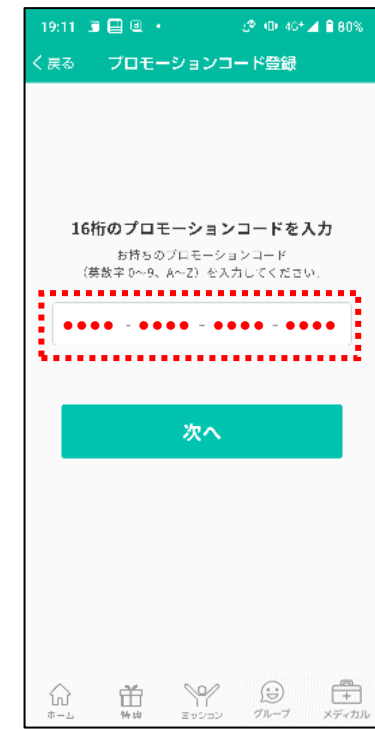 19:11
4G+ 80%
戻る プロモーションコード登録
16桁のプロモーションコードを入力
お持ちのプロモーションコード
(英数字0~9、A~Z) を入力してください。
●●●● - ●●●● - ●●●● - ●●●●
次へ
ホーム 特典 ミッション グループ メディカル